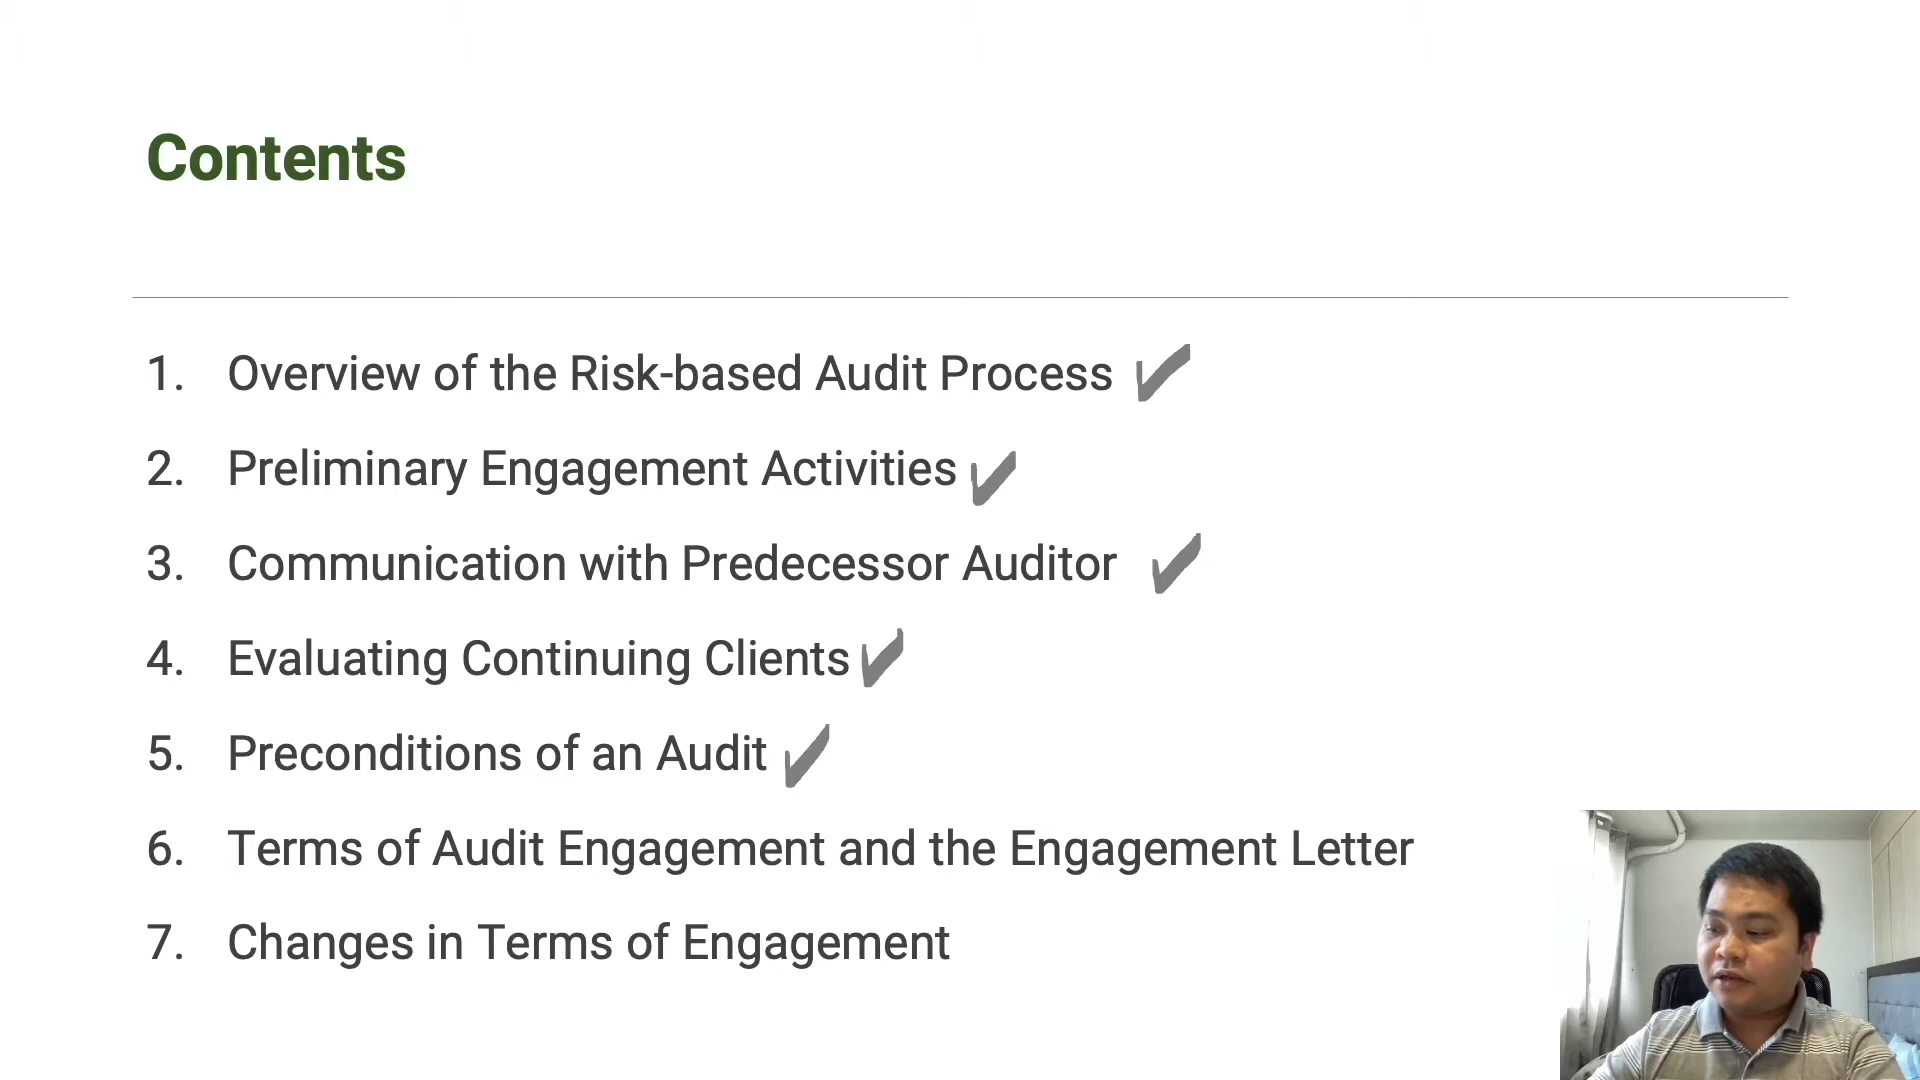 Contents
1. Overview of the Risk-based Audit Process ✔
2. Preliminary Engagement Activities ✔
3. Communication with Predecessor Auditor ✔
4. Evaluating Continuing Clients ✔
5. Preconditions of an Audit ✔
6. Terms of Audit Engagement and the Engagement Letter
7. Changes in Terms of Engagement